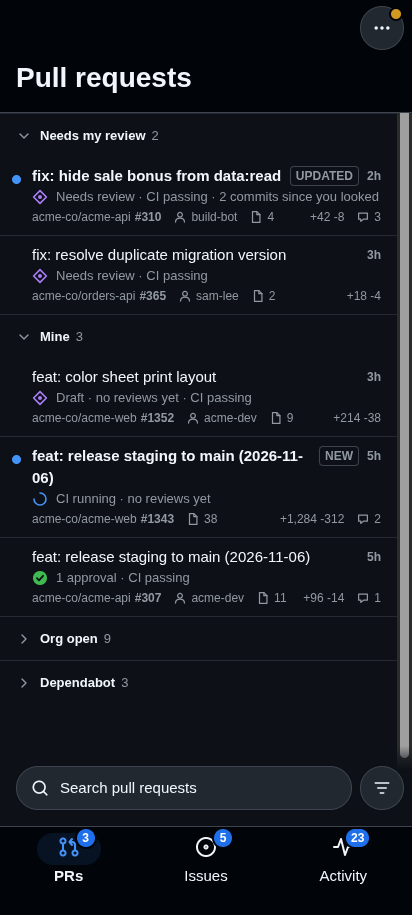 Pull requests
Needs my review 2
fix: hide sale bonus from data:read UPDATED 2h
Needs review · CI passing · 2 commits since you looked
acme-co/acme-api #310 build-bot 4 +42 -8 3
fix: resolve duplicate migration version 3h
Needs review · CI passing
acme-co/orders-api #365 sam-lee 2 +18 -4
Mine 3
feat: color sheet print layout 3h
Draft · no reviews yet · CI passing
acme-co/acme-web #1352 acme-dev 9 +214 -38
feat: release staging to main (2026-11- NEW 5h
06)
CI running · no reviews yet
acme-co/acme-web #1343 38 +1,284 -312 2
feat: release staging to main (2026-11-06) 5h
1 approval · CI passing
acme-co/acme-api #307 acme-dev 11 +96 -14 1
Org open 9
Dependabot 3
Search pull requests
3 5 23
PRs Issues Activity